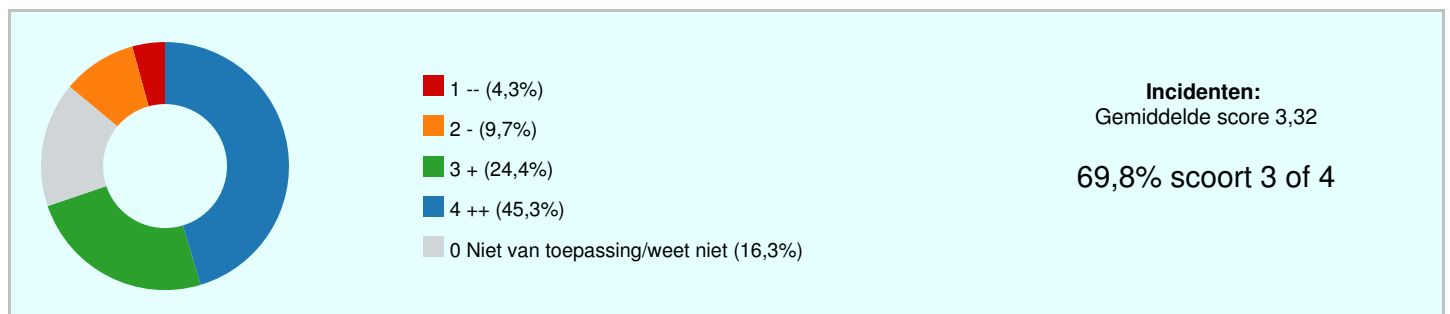 1 -- (4,3%)
2 - (9,7%)
3 + (24,4%)
4 ++ (45,3%)
0 Niet van toepassing/weet niet (16,3%)
Incidenten:
Gemiddelde score 3,32
69,8% scoort 3 of 4